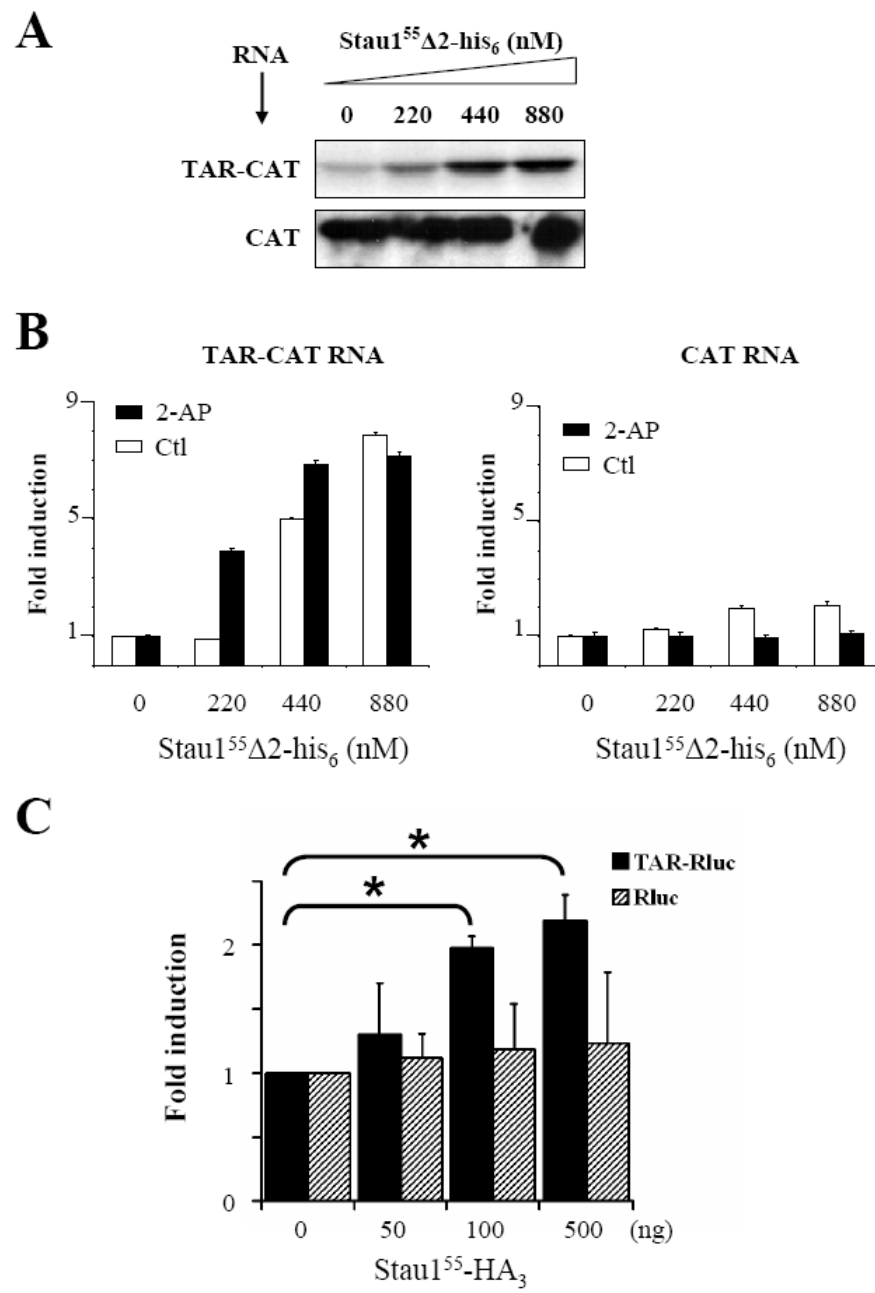 A
Stau1⁵⁵Δ2-his₆ (nM)
RNA
0 220 440 880
TAR-CAT
CAT
B
TAR-CAT RNA
9
2-AP
Ctl
5
1
Fold induction
0 220 440 880
Stau1⁵⁵Δ2-his₆ (nM)
CAT RNA
9
2-AP
Ctl
5
1
Fold induction
0 220 440 880
Stau1⁵⁵Δ2-his₆ (nM)
C
*
*
TAR-Rluc
Rluc
2
1
0
Fold induction
0 50 100 500 (ng)
Stau1⁵⁵-HA₃